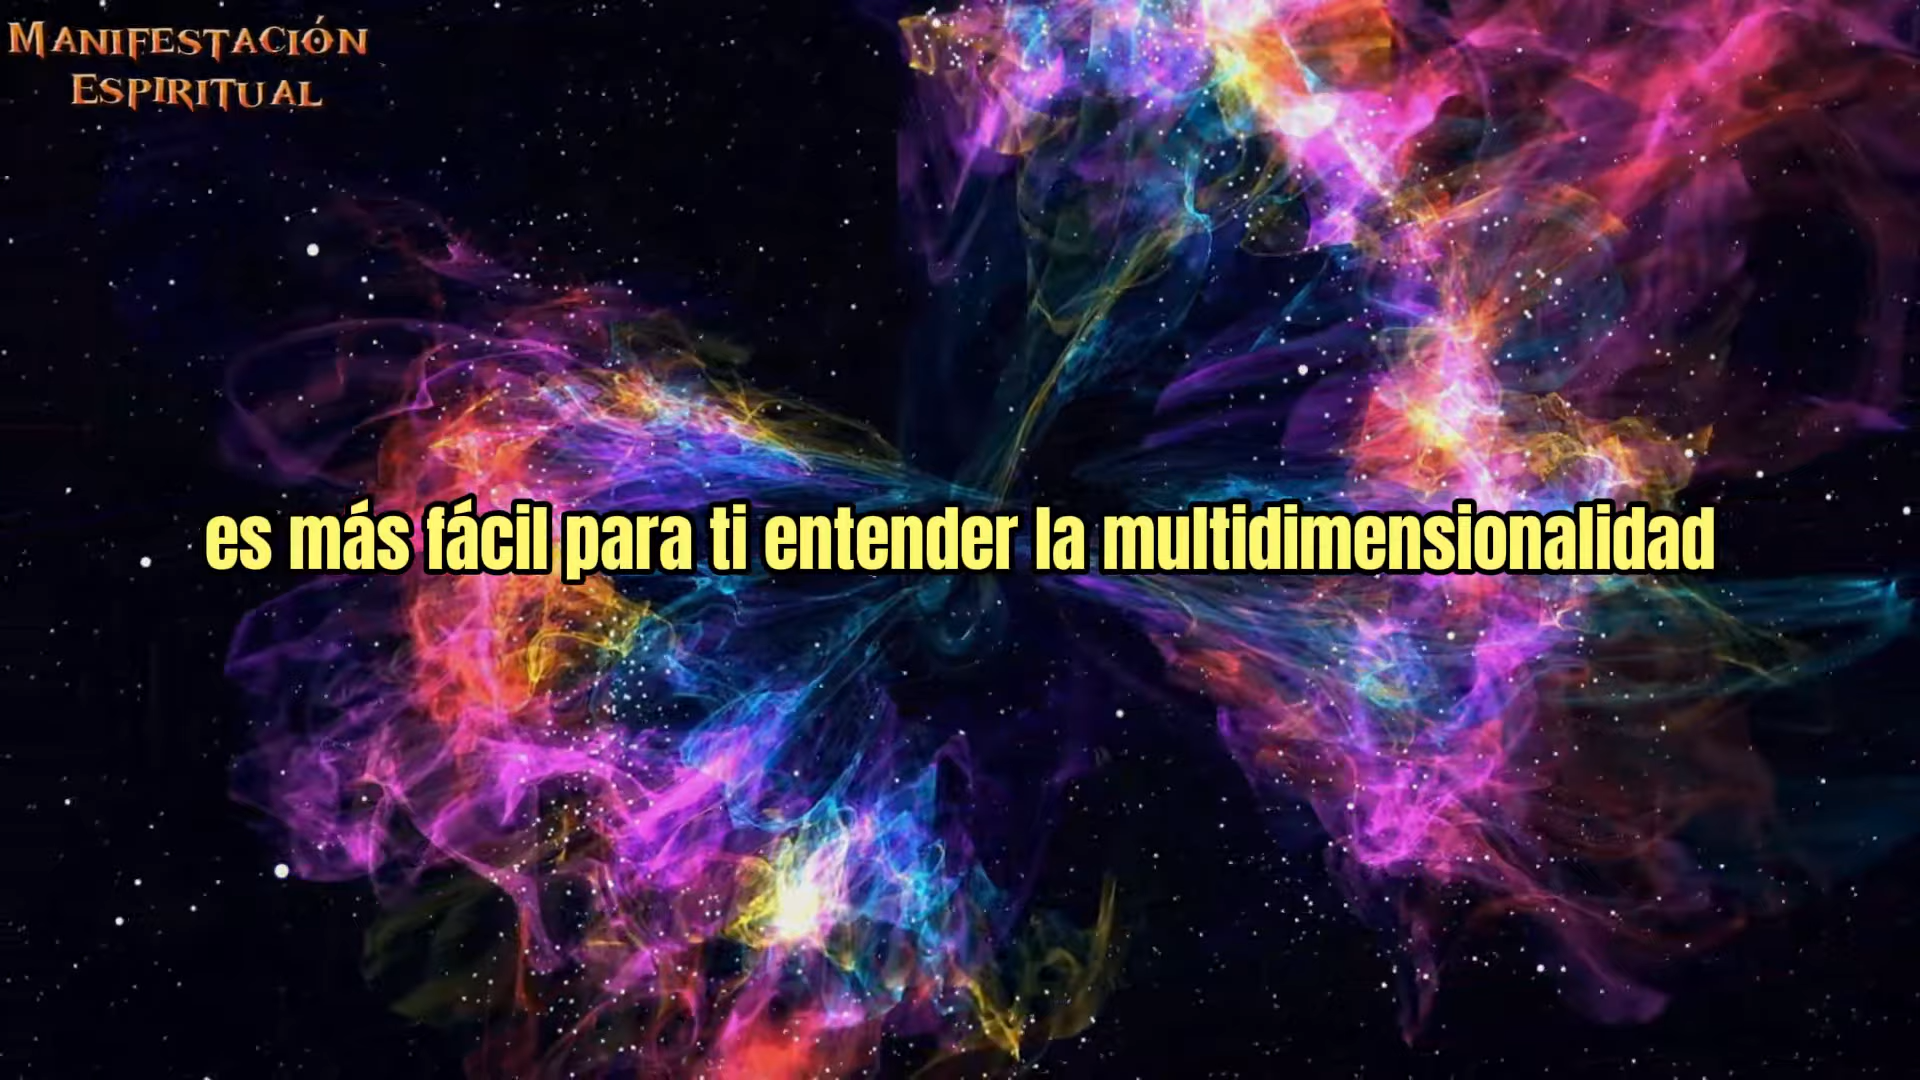 MANIFESTACIÓN
ESPIRITUAL
es más fácil para ti entender la multidimensionalidad